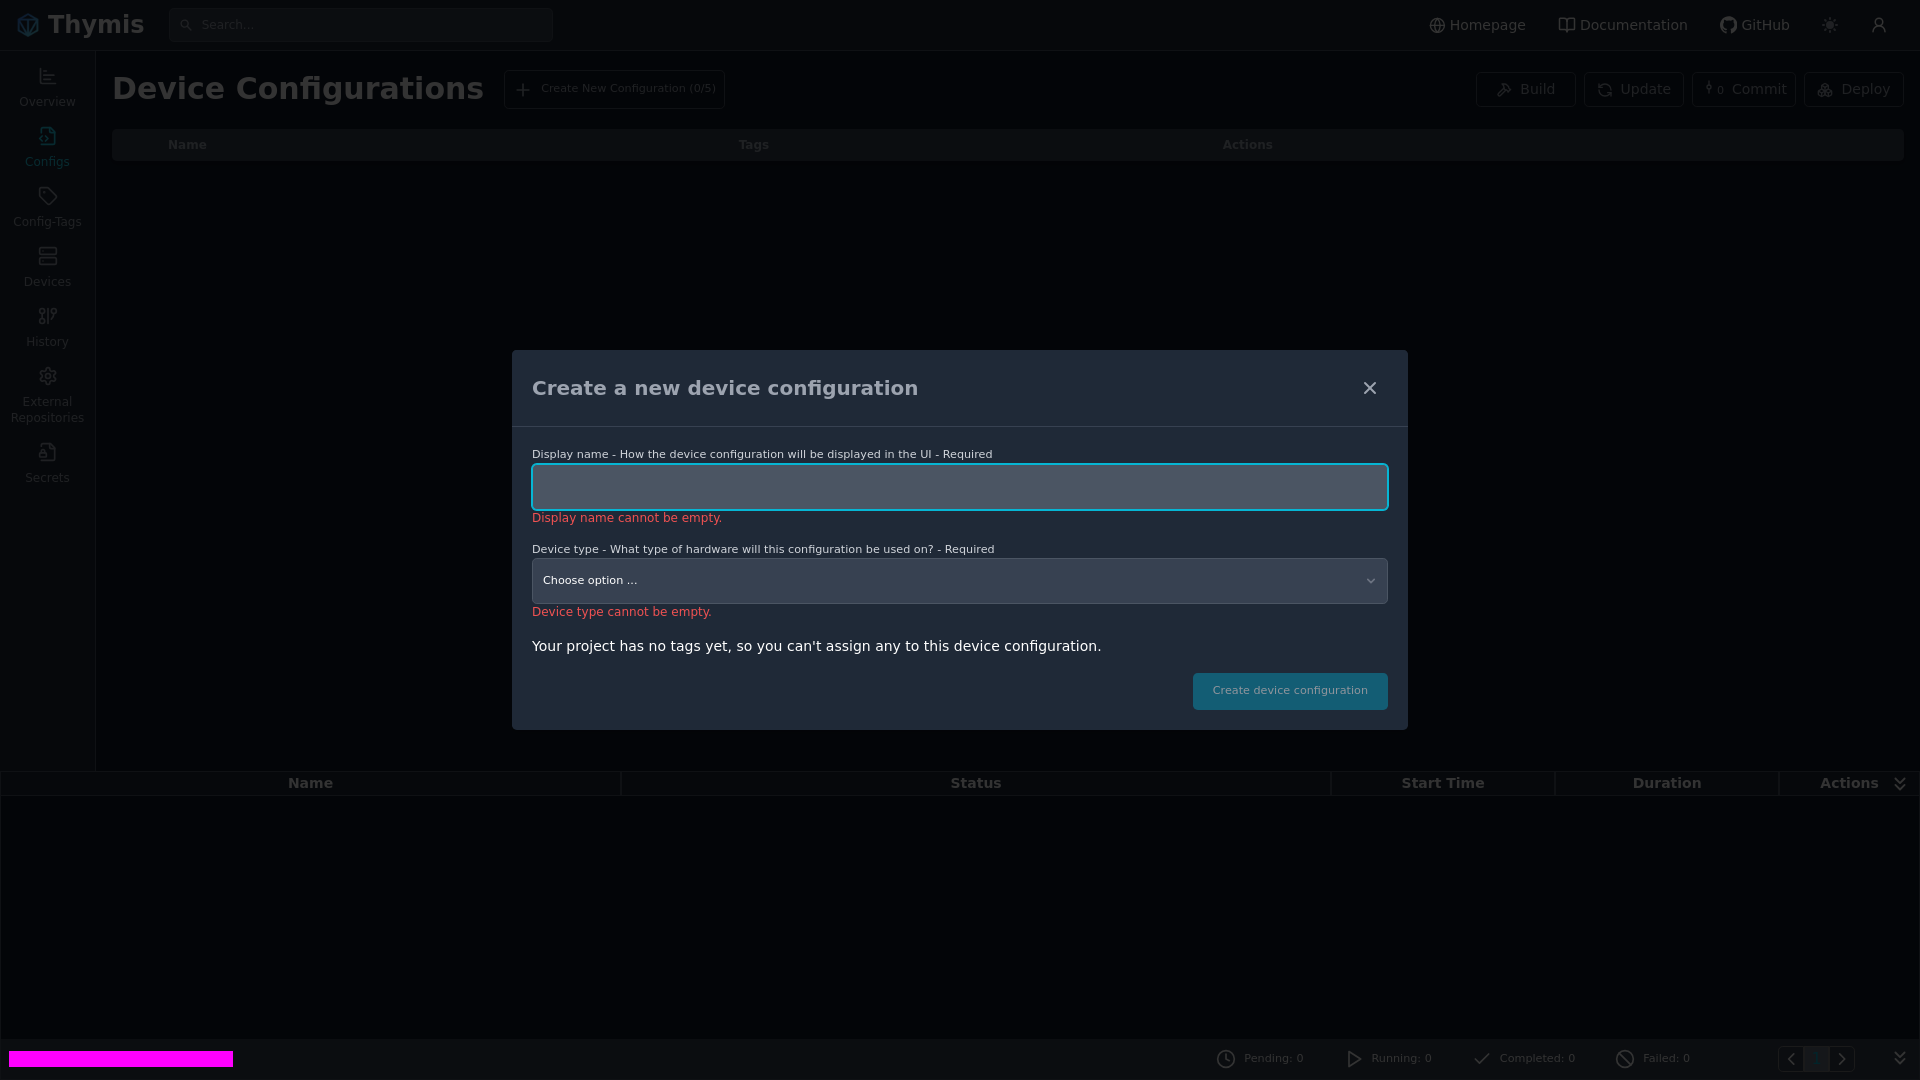 Thymis
Search...
Homepage
Documentation
GitHub
Overview
Configs
Config-Tags
Devices
History
External
Repositories
Secrets
Device Configurations
Create New Configuration (0/5)
Build
Update
0 Commit
Deploy
Name Tags Actions
Create a new device configuration
Display name - How the device configuration will be displayed in the UI - Required
Display name cannot be empty.
Device type - What type of hardware will this configuration be used on? - Required
Choose option ...
Device type cannot be empty.
Your project has no tags yet, so you can't assign any to this device configuration.
Create device configuration
Name Status Start Time Duration Actions
Pending: 0 Running: 0 Completed: 0 Failed: 0